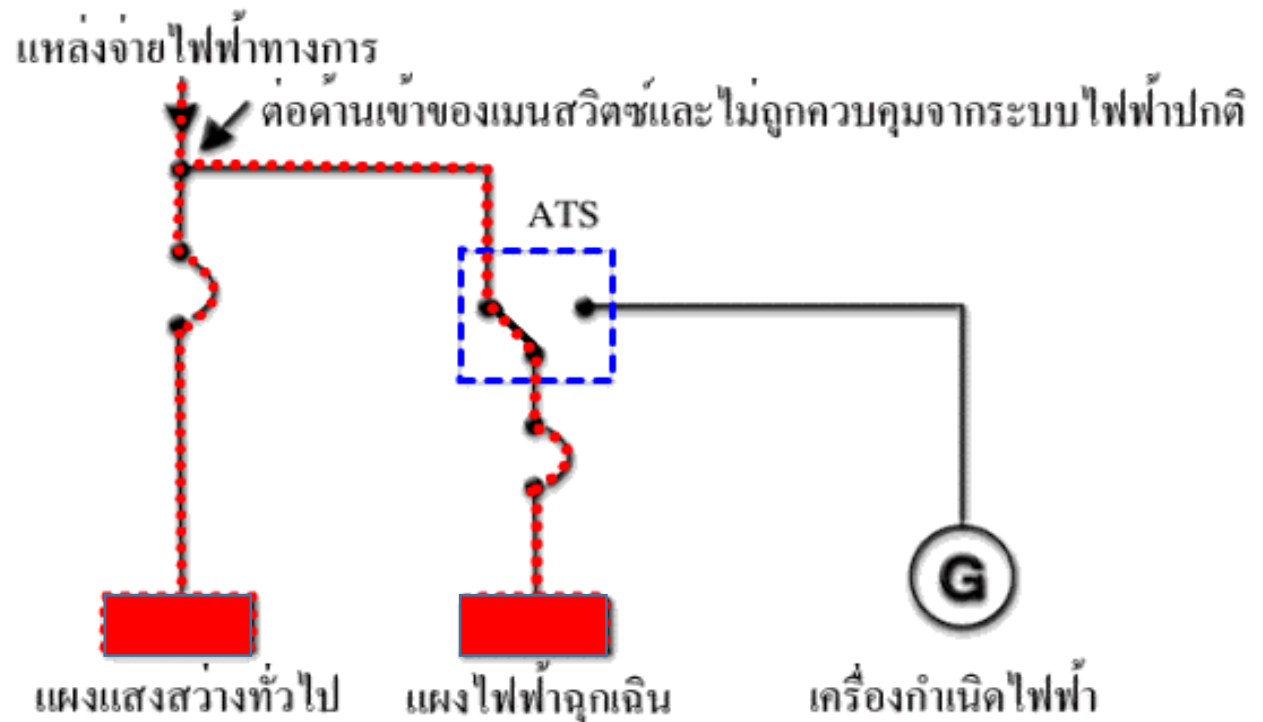 แหล่งจ่ายไฟฟ้าทางการ
ต่อด้านเข้าของเมนสวิตซ์และไม่ถูกควบคุมจากระบบไฟฟ้าปกติ
ATS
G
แผงแสงสว่างทั่วไป
แผงไฟฟ้าฉุกเฉิน
เครื่องกำเนิดไฟฟ้า